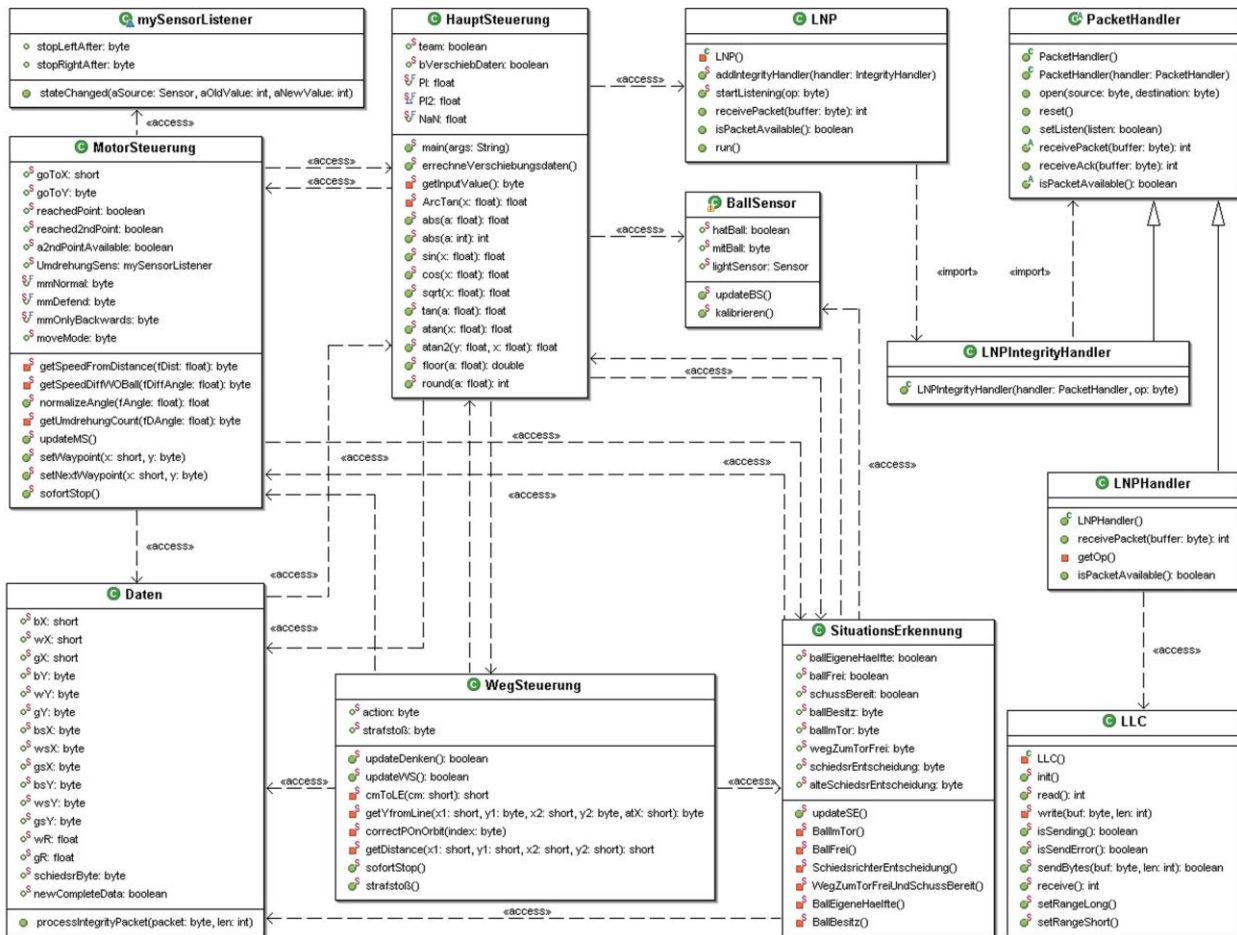 mySensorListener
stopLeftAfter: byte
stopRightAfter: byte
stateChanged(aSource: Sensor, aOldValue: int, aNewValue: int)
«access»
MotorSteuerung
goToX: short
goToY: byte
reachedPoint: boolean
reached2ndPoint: boolean
a2ndPointAvailable: boolean
UmdrehungSens: mySensorListener
mmNormal: byte
mmDefend: byte
mmOnlyBackwards: byte
moveMode: byte
getSpeedFromDistance(fDist: float): byte
getSpeedDiffWOBall(fDiffAngle: float): byte
normalizeAngle(fAngle: float): float
getUmdrehungCount(fDAngle: float): byte
updateMS()
setWaypoint(x: short, y: byte)
setNextWaypoint(x: short, y: byte)
sofortStop()
«access»
HauptSteuerung
team: boolean
bVerschiebDaten: boolean
PI: float
PI2: float
NaN: float
main(args: String)
errechneVerschiebungsdaten()
getInputValue(): byte
ArcTan(x: float): float
abs(a: float): float
abs(a: int): int
sin(x: float): float
cos(x: float): float
sqrt(x: float): float
tan(a: float): float
atan(x: float): float
atan2(y: float, x: float): float
floor(a: float): double
round(a: float): int
«access»
«access»
«access»
LNP
LNP()
addIntegrityHandler(handler: IntegrityHandler)
startListening(op: byte)
receivePacket(buffer: byte): int
isPacketAvailable(): boolean
run()
PacketHandler
PacketHandler()
PacketHandler(handler: PacketHandler)
open(source: byte, destination: byte)
reset()
setListen(listen: boolean)
receivePacket(buffer: byte): int
receiveAck(buffer: byte): int
isPacketAvailable(): boolean
BallSensor
hatBall: boolean
mitBall: byte
lightSensor: Sensor
updateBS()
kalibrieren()
«import»
«import»
LNPIntegrityHandler
LNPIntegrityHandler(handler: PacketHandler, op: byte)
«access»
«access»
«access»
«access»
«access»
«access»
«access»
«access»
LNPHandler
LNPHandler()
receivePacket(buffer: byte): int
getOp()
isPacketAvailable(): boolean
«access»
Daten
bX: short
wX: short
gX: short
bY: byte
wY: byte
gY: byte
bsX: byte
wsX: byte
gsX: byte
bsY: byte
wsY: byte
gsY: byte
wR: float
gR: float
schiedsrByte: byte
newCompleteData: boolean
processIntegrityPacket(packet: byte, len: int)
«access»
WegSteuerung
action: byte
strafstoß: byte
updateDenken(): boolean
updateWS(): boolean
cmToLE(cm: short): short
getYfromLine(x1: short, y1: byte, x2: short, y2: byte, atX: short): byte
correctPOnOrbit(index: byte)
getDistance(x1: short, y1: short, x2: short, y2: short): short
sofortStop()
strafstoß()
«access»
«access»
SituationsErkennung
ballEigeneHaelfte: boolean
ballFrei: boolean
schussBereit: boolean
ballBesitz: byte
ballImTor: byte
wegZumTorFrei: byte
schiedsrEntscheidung: byte
alteSchiedsrEntscheidung: byte
updateSE()
BallImTor()
BallFrei()
SchiedsrichterEntscheidung()
WegZumTorFreiUndSchussBereit()
BallEigeneHaelfte()
BallBesitz()
LLC
LLC()
init()
read(): int
write(buf: byte, len: int)
isSending(): boolean
isSendError(): boolean
sendBytes(buf: byte, len: int): boolean
receive(): int
setRangeLong()
setRangeShort()